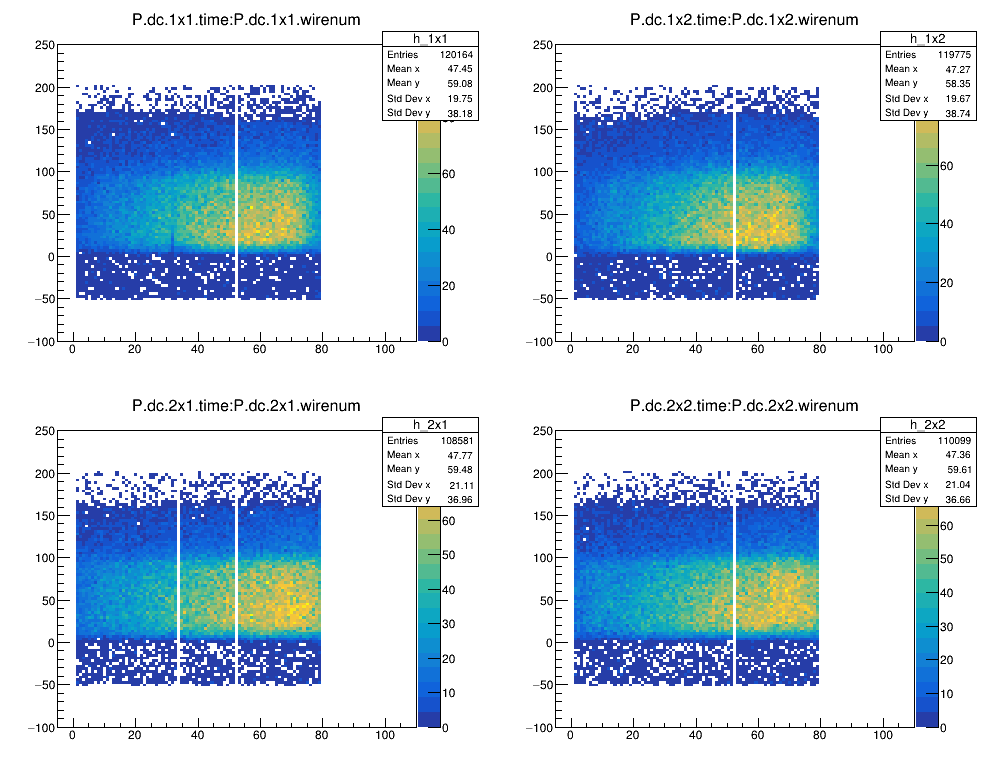 P.dc.1x1.time:P.dc.1x1.wirenum
h_1x1
Entries 120164
Mean x 47.45
Mean y 59.08
Std Dev x 19.75
Std Dev y 38.18
250
200
150
100
50
0
−50
−100
0 20 40 60 80 100
60
40
20
0
P.dc.1x2.time:P.dc.1x2.wirenum
h_1x2
Entries 119775
Mean x 47.27
Mean y 58.35
Std Dev x 19.67
Std Dev y 38.74
250
200
150
100
50
0
−50
−100
0 20 40 60 80 100
60
40
20
0
P.dc.2x1.time:P.dc.2x1.wirenum
h_2x1
Entries 108581
Mean x 47.77
Mean y 59.48
Std Dev x 21.11
Std Dev y 36.96
250
200
150
100
50
0
−50
−100
0 20 40 60 80 100
60
50
40
30
20
10
0
P.dc.2x2.time:P.dc.2x2.wirenum
h_2x2
Entries 110099
Mean x 47.36
Mean y 59.61
Std Dev x 21.04
Std Dev y 36.66
250
200
150
100
50
0
−50
−100
0 20 40 60 80 100
60
50
40
30
20
10
0